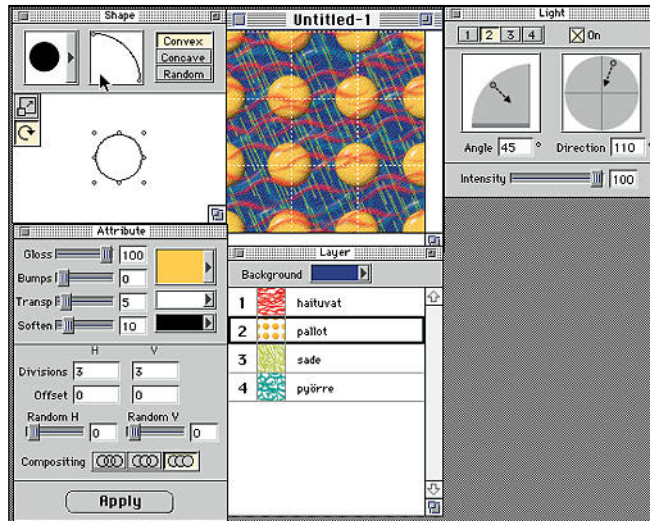 Shape
Convex
Concave
Random
Untitled-1
Light
1 2 3 4 On
Angle 45 ° Direction 110 °
Intensity 100
Attribute
Gloss 100
Bumps 0
Transp 5
Soften 10
H V
Divisions 3 3
Offset 0 0
Random H Random V
0 0
Compositing
Apply
Layer
Background
1 haituvat
2 pallot
3 sade
4 pyörre